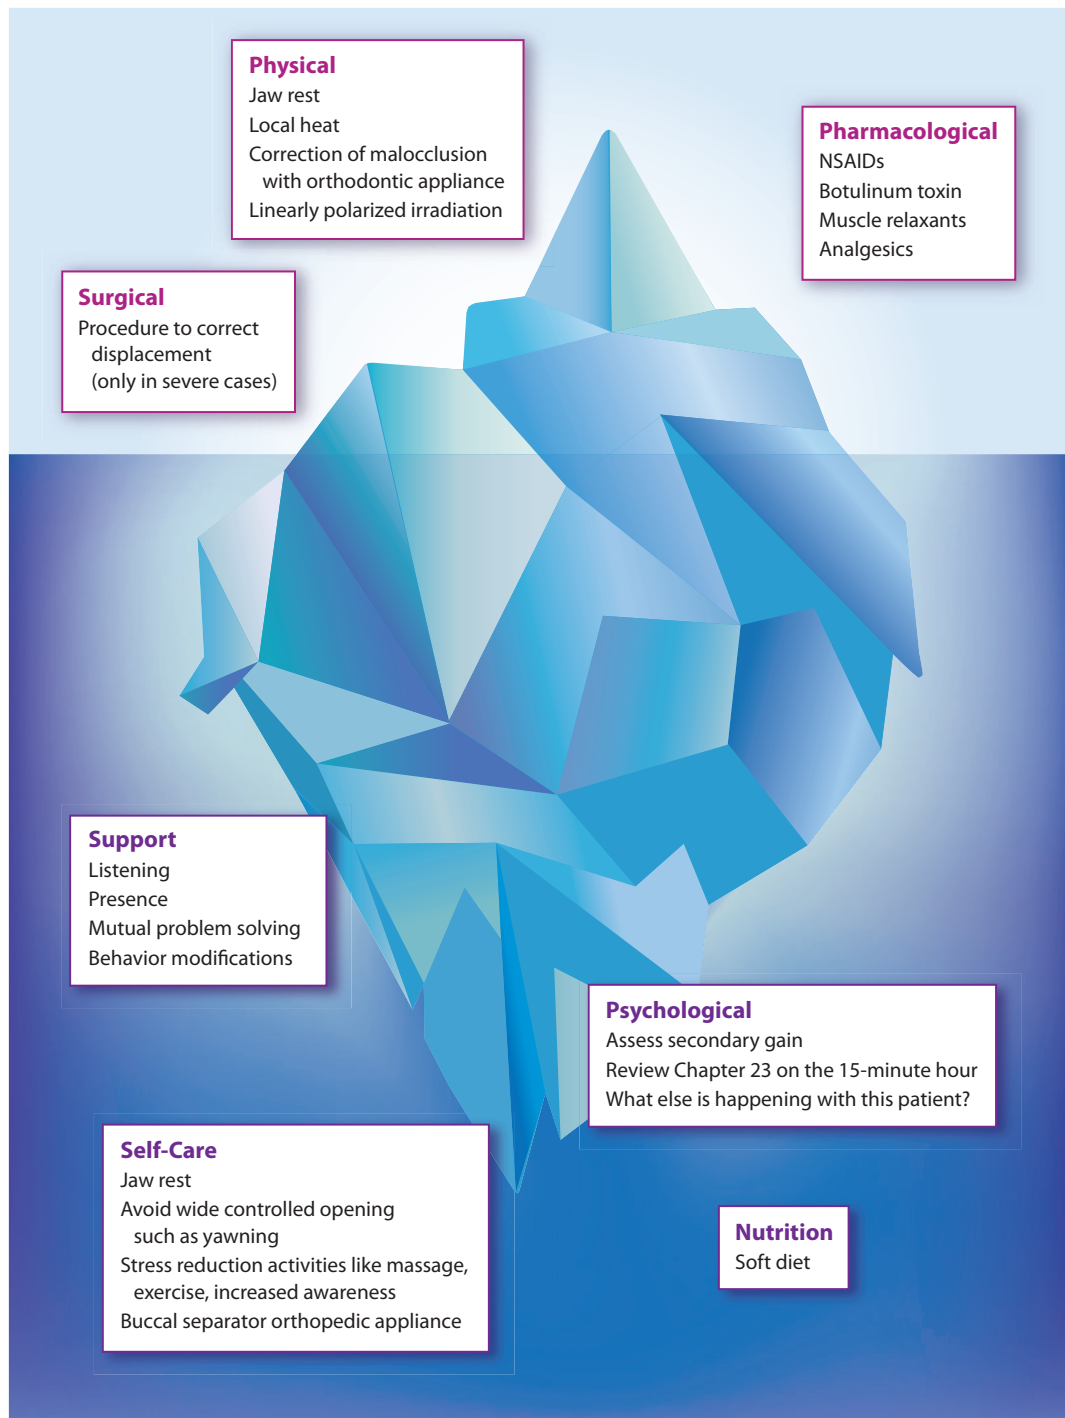 Physical
Jaw rest
Local heat
Correction of malocclusion
with orthodontic appliance
Linearly polarized irradiation
Pharmacological
NSAIDs
Botulinum toxin
Muscle relaxants
Analgesics
Surgical
Procedure to correct
displacement
(only in severe cases)
Support
Listening
Presence
Mutual problem solving
Behavior modifications
Psychological
Assess secondary gain
Review Chapter 23 on the 15-minute hour
What else is happening with this patient?
Self-Care
Jaw rest
Avoid wide controlled opening
such as yawning
Stress reduction activities like massage,
exercise, increased awareness
Buccal separator orthopedic appliance
Nutrition
Soft diet